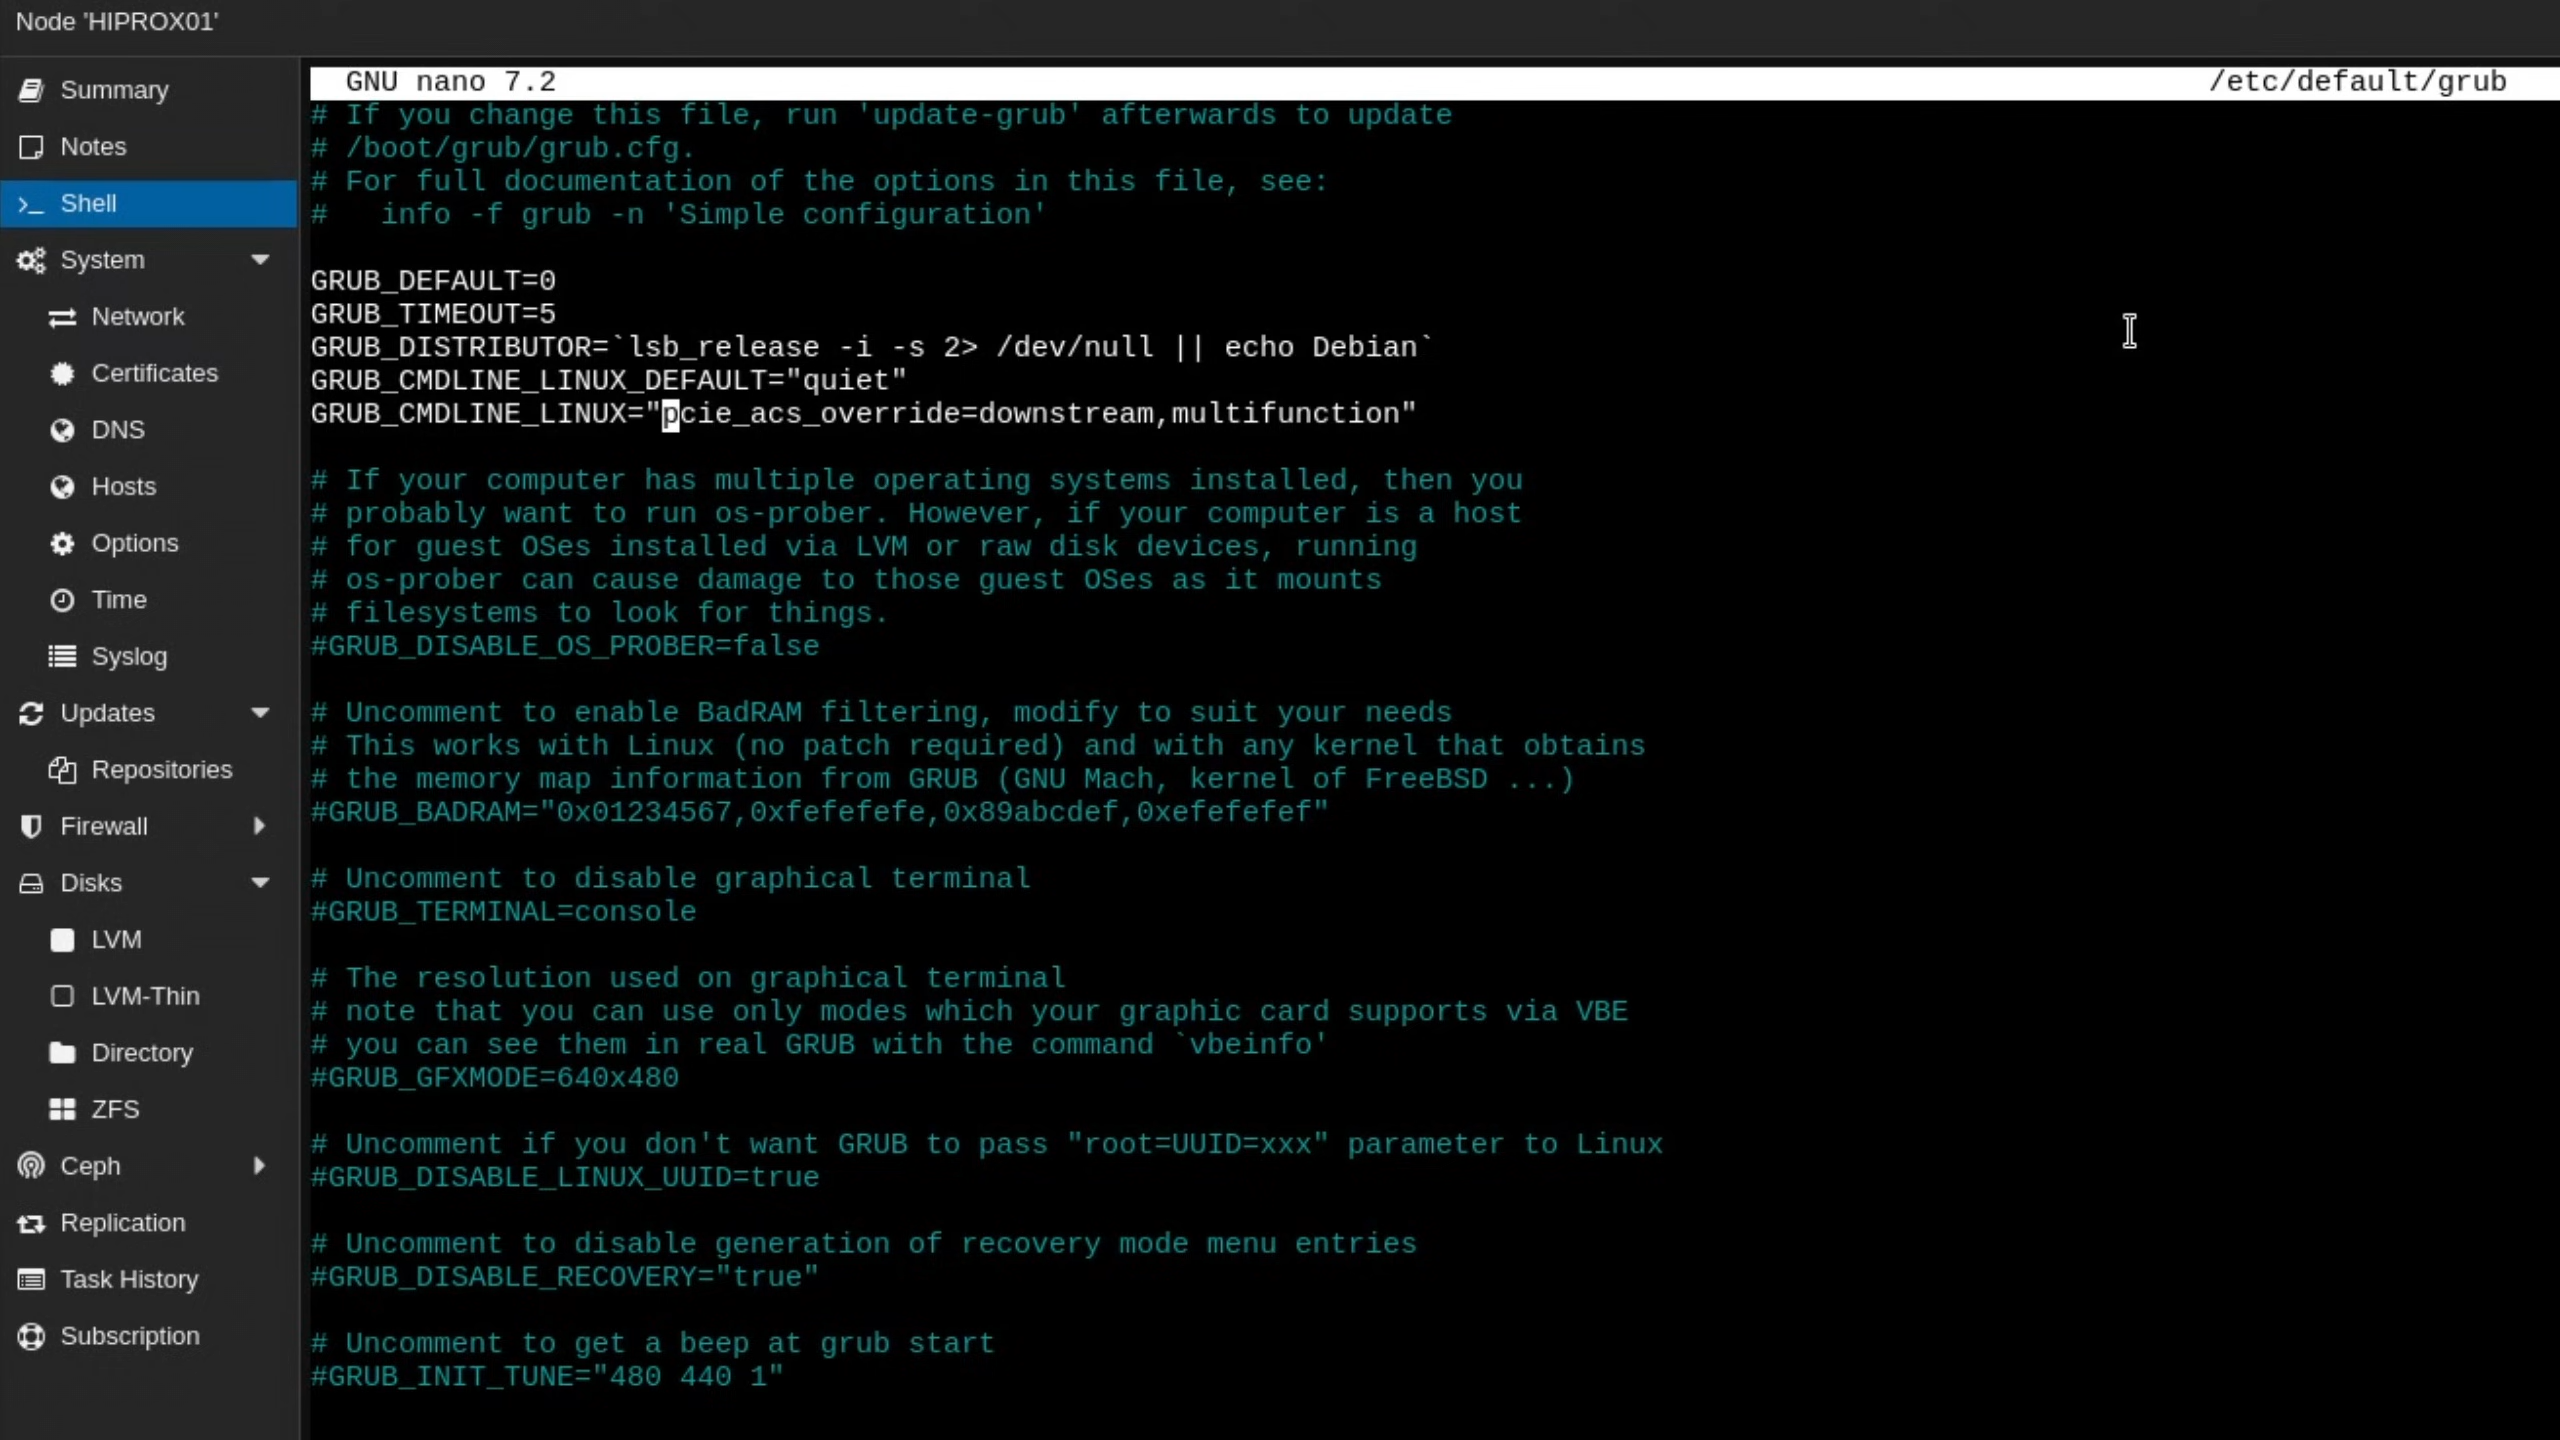 Node 'HIPROX01'
Summary
Notes
Shell
System
Network
Certificates
DNS
Hosts
Options
Time
Syslog
Updates
Repositories
Firewall
Disks
LVM
LVM-Thin
Directory
ZFS
Ceph
Replication
Task History
Subscription
GNU nano 7.2 /etc/default/grub
# If you change this file, run 'update-grub' afterwards to update
# /boot/grub/grub.cfg.
# For full documentation of the options in this file, see:
#   info -f grub -n 'Simple configuration'
GRUB_DEFAULT=0
GRUB_TIMEOUT=5
GRUB_DISTRIBUTOR=`lsb_release -i -s 2> /dev/null || echo Debian`
GRUB_CMDLINE_LINUX_DEFAULT="quiet"
GRUB_CMDLINE_LINUX="pcie_acs_override=downstream,multifunction"
# If your computer has multiple operating systems installed, then you
# probably want to run os-prober. However, if your computer is a host
# for guest OSes installed via LVM or raw disk devices, running
# os-prober can cause damage to those guest OSes as it mounts
# filesystems to look for things.
#GRUB_DISABLE_OS_PROBER=false
# Uncomment to enable BadRAM filtering, modify to suit your needs
# This works with Linux (no patch required) and with any kernel that obtains
# the memory map information from GRUB (GNU Mach, kernel of FreeBSD ...)
#GRUB_BADRAM="0x01234567,0xfefefefe,0x89abcdef,0xefefefef"
# Uncomment to disable graphical terminal
#GRUB_TERMINAL=console
# The resolution used on graphical terminal
# note that you can use only modes which your graphic card supports via VBE
# you can see them in real GRUB with the command `vbeinfo'
#GRUB_GFXMODE=640x480
# Uncomment if you don't want GRUB to pass "root=UUID=xxx" parameter to Linux
#GRUB_DISABLE_LINUX_UUID=true
# Uncomment to disable generation of recovery mode menu entries
#GRUB_DISABLE_RECOVERY="true"
# Uncomment to get a beep at grub start
#GRUB_INIT_TUNE="480 440 1"